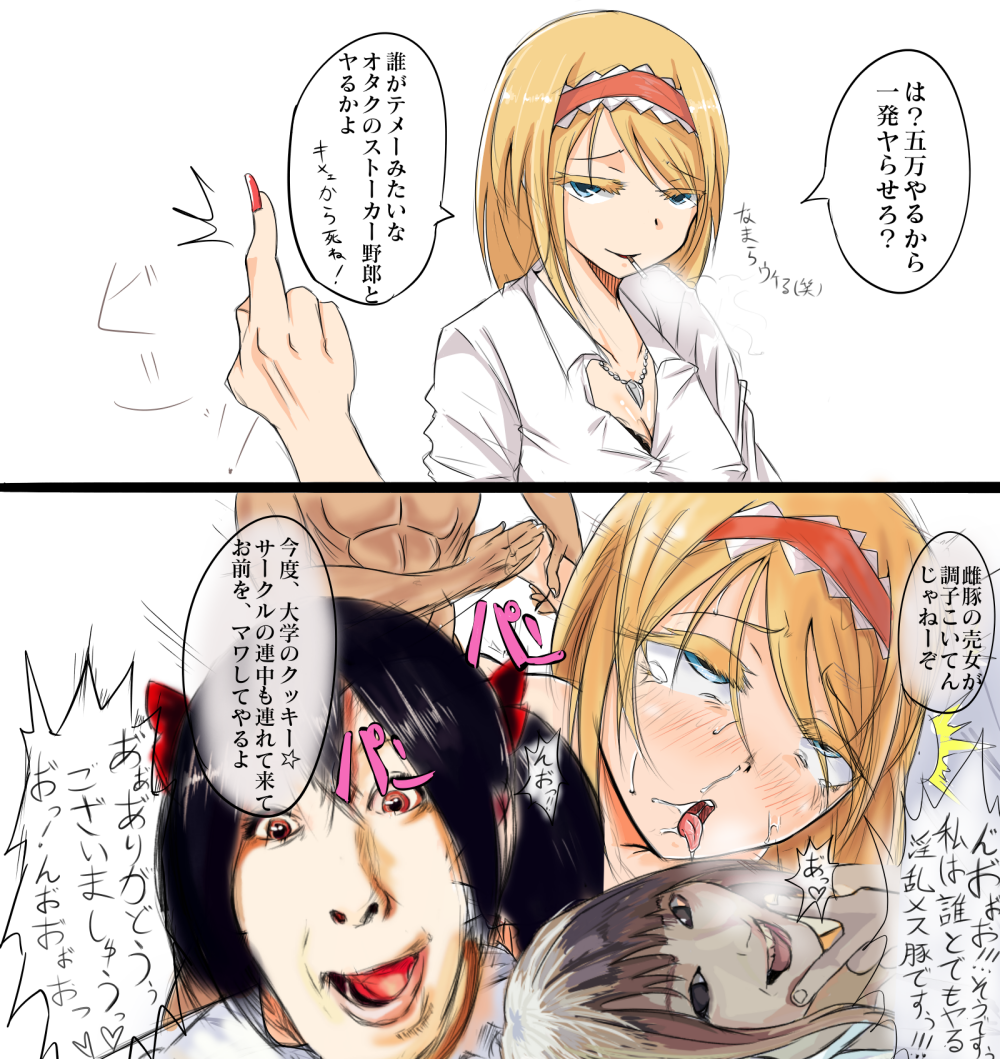 は？五万やるから
一発ヤらせろ？
なまら
ウケる(笑)
誰がテメーみたいな
オタクのストーカー野郎と
ヤるかよ
キメェから死ね！
雌豚の売女が
調子こいてん
じゃねーぞ
んおぉお!!!…そうです、
私は誰とでもヤる
淫乱メス豚ですっ!!!
あっ♡
パン
んおっ!!
パン
今度、大学のクッキー☆
サークルの連中も連れて来て
お前を、マワしてやるよ
あ゛ぁありがどうっ
ございましゅうっ♡
おっ！んおおぉおっ♡